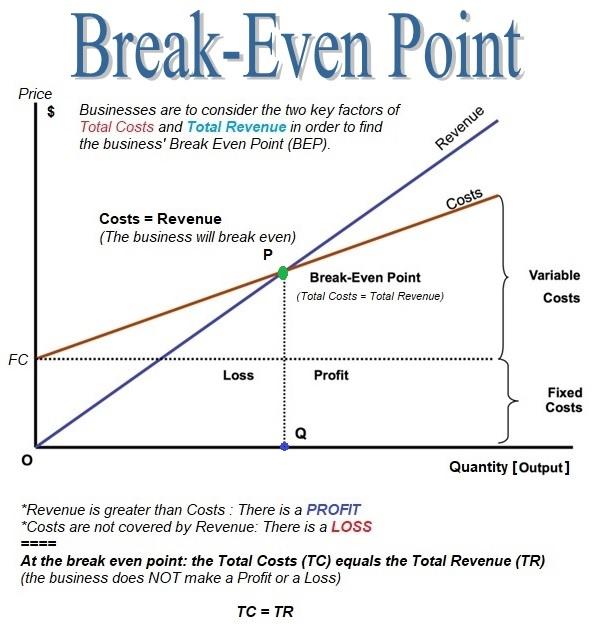 Break-Even Point
Price
$
Businesses are to consider the two key factors of
Total Costs and Total Revenue in order to find
the business' Break Even Point (BEP).
Revenue
Costs
Costs = Revenue
(The business will break even)
P
Break-Even Point
(Total Costs = Total Revenue)
Variable
Costs
FC
Loss
Profit
Fixed
Costs
Q
O
Quantity [Output]
*Revenue is greater than Costs : There is a PROFIT
*Costs are not covered by Revenue: There is a LOSS
====
At the break even point: the Total Costs (TC) equals the Total Revenue (TR)
(the business does NOT make a Profit or a Loss)
TC = TR